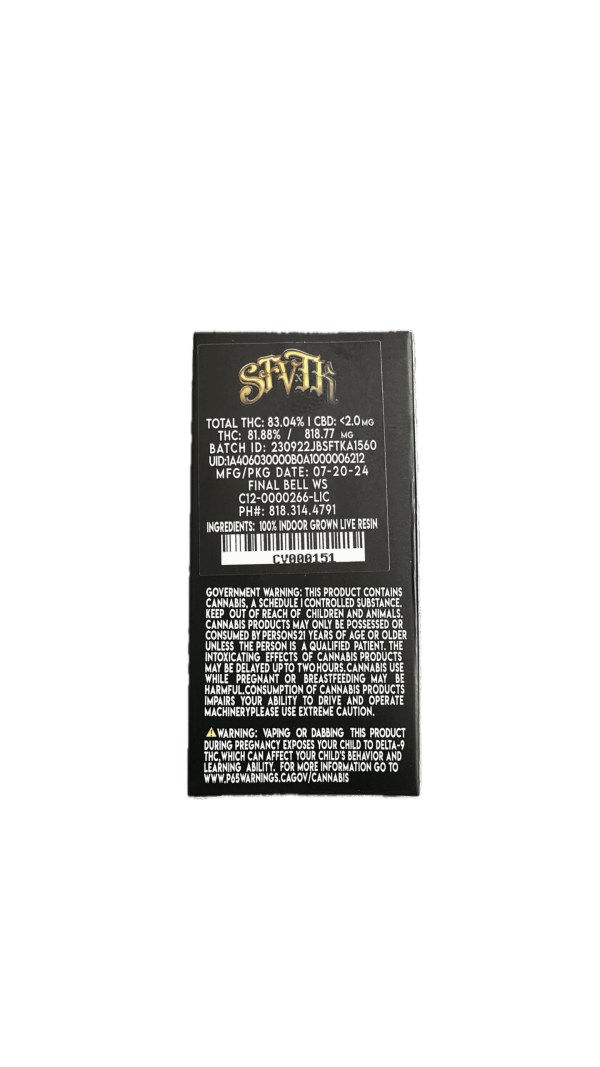 SFVTK
TOTAL THC: 83.04% | CBD: <2.0MG
THC: 81.88% / 818.77 MG
BATCH ID: 230922JBSFTKA1560
UID:1A406030000B0A1000006212
MFG/PKG DATE: 07-20-24
FINAL BELL WS
C12-0000266-LIC
PH#: 818.314.4791
INGREDIENTS: 100% INDOOR GROWN LIVE RESIN
CV000151
GOVERNMENT WARNING: THIS PRODUCT CONTAINS
CANNABIS, A SCHEDULE I CONTROLLED SUBSTANCE.
KEEP OUT OF REACH OF CHILDREN AND ANIMALS.
CANNABIS PRODUCTS MAY ONLY BE POSSESSED OR
CONSUMED BY PERSONS 21 YEARS OF AGE OR OLDER
UNLESS THE PERSON IS A QUALIFIED PATIENT. THE
INTOXICATING EFFECTS OF CANNABIS PRODUCTS
MAY BE DELAYED UP TO TWO HOURS. CANNABIS USE
WHILE PREGNANT OR BREASTFEEDING MAY BE
HARMFUL.CONSUMPTION OF CANNABIS PRODUCTS
IMPAIRS YOUR ABILITY TO DRIVE AND OPERATE
MACHINERYPLEASE USE EXTREME CAUTION.
WARNING: VAPING OR DABBING THIS PRODUCT
DURING PREGNANCY EXPOSES YOUR CHILD TO DELTA-9
THC,WHICH CAN AFFECT YOUR CHILD'S BEHAVIOR AND
LEARNING ABILITY. FOR MORE INFORMATION GO TO
WWW.P65WARNINGS.CAGOV/CANNABIS